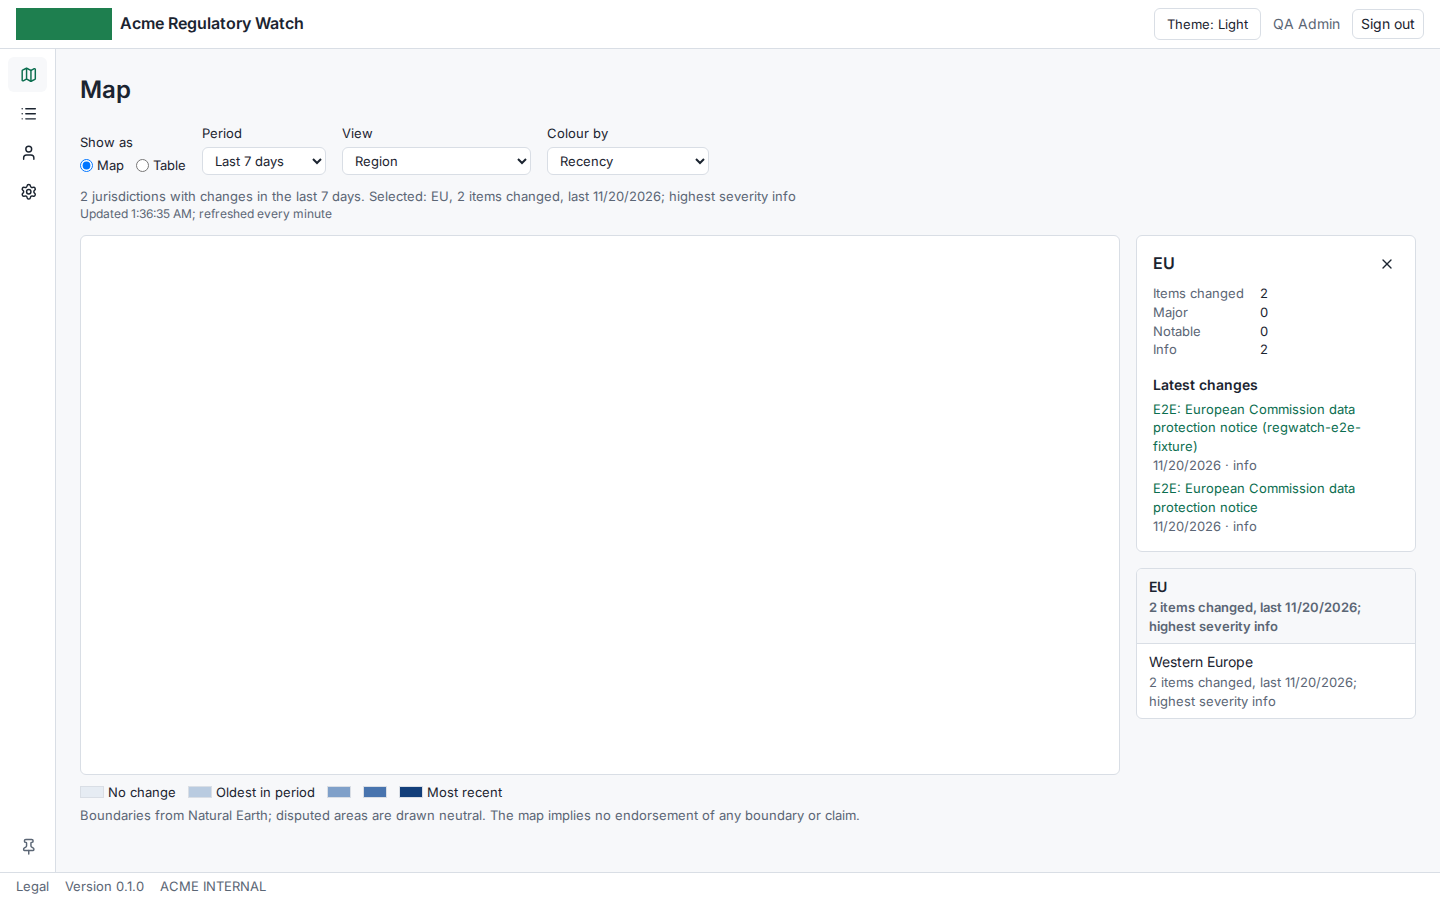 Acme Regulatory Watch
Theme: Light
QA Admin
Sign out
Map
Show as
Map
Table
Period
Last 7 days
View
Region
Colour by
Recency
2 jurisdictions with changes in the last 7 days. Selected: EU, 2 items changed, last 11/20/2026; highest severity info
Updated 1:36:35 AM; refreshed every minute
EU
Items changed 2
Major 0
Notable 0
Info 2
Latest changes
E2E: European Commission data
protection notice (regwatch-e2e-
fixture)
11/20/2026 · info
E2E: European Commission data
protection notice
11/20/2026 · info
EU
2 items changed, last 11/20/2026;
highest severity info
Western Europe
2 items changed, last 11/20/2026;
highest severity info
No change
Oldest in period
Most recent
Boundaries from Natural Earth; disputed areas are drawn neutral. The map implies no endorsement of any boundary or claim.
Legal
Version 0.1.0
ACME INTERNAL